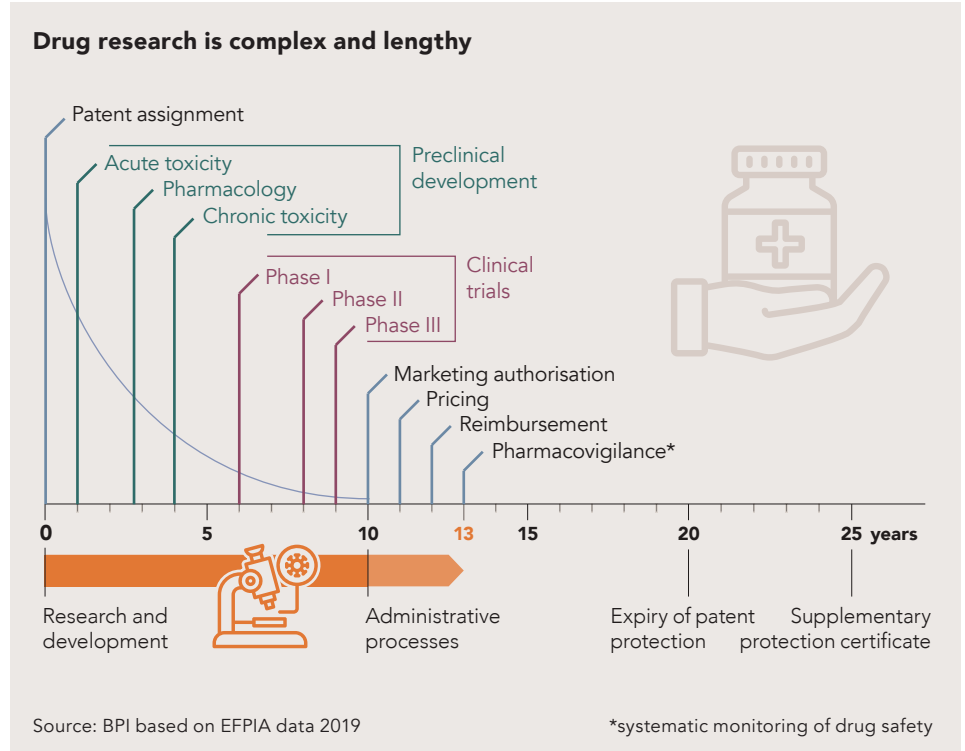 Drug research is complex and lengthy
Patent assignment
Acute toxicity
Pharmacology
Chronic toxicity
Preclinical
development
Phase I
Phase II
Phase III
Clinical
trials
Marketing authorisation
Pricing
Reimbursement
Pharmacovigilance*
0 5 10 13 15 20 25 years
Research and
development
Administrative
processes
Expiry of patent
protection
Supplementary
protection certificate
Source: BPI based on EFPIA data 2019
*systematic monitoring of drug safety